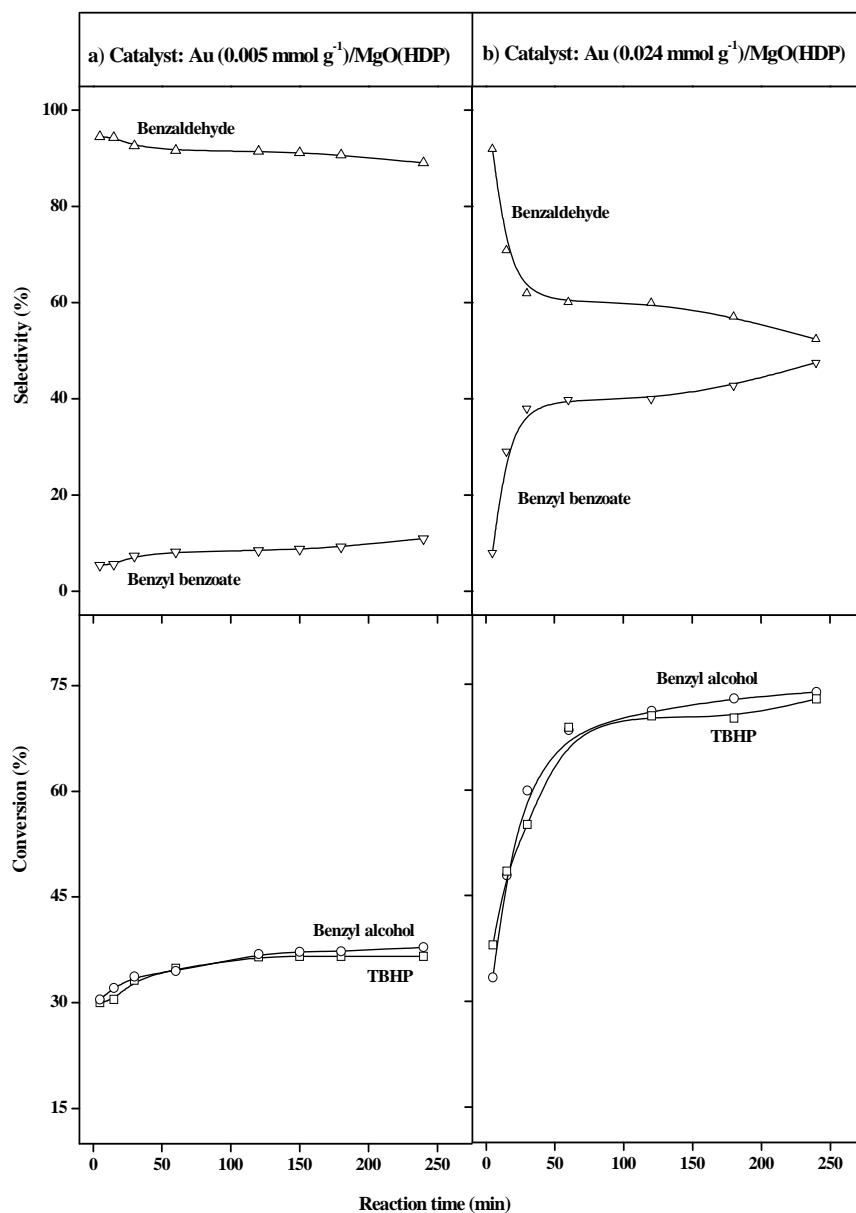 a) Catalyst: Au (0.005 mmol g⁻¹)/MgO(HDP)
b) Catalyst: Au (0.024 mmol g⁻¹)/MgO(HDP)
100
80
60
40
20
0
Selectivity (%)
Benzaldehyde
Benzyl benzoate
Benzaldehyde
Benzyl benzoate
75
60
45
30
15
Conversion (%)
Benzyl alcohol
TBHP
Benzyl alcohol
TBHP
0 50 100 150 200 250
0 50 100 150 200 250
Reaction time (min)